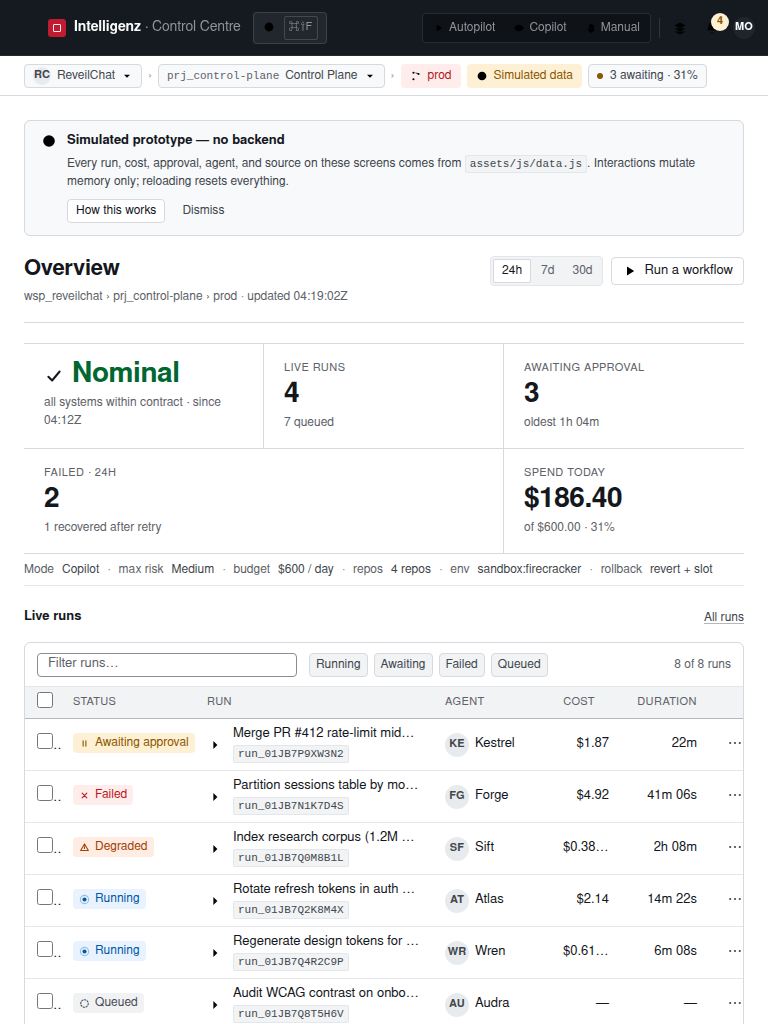 Intelligenz · Control Centre
⌘⇧F
Autopilot Copilot Manual
4
MO
RC ReveilChat › prj_control-plane Control Plane › prod Simulated data 3 awaiting · 31%
Simulated prototype — no backend
Every run, cost, approval, agent, and source on these screens comes from assets/js/data.js. Interactions mutate
memory only; reloading resets everything.
How this works Dismiss
Overview
24h 7d 30d Run a workflow
wsp_reveilchat › prj_control-plane › prod · updated 04:19:02Z
Nominal
all systems within contract · since
04:12Z
LIVE RUNS
4
7 queued
AWAITING APPROVAL
3
oldest 1h 04m
FAILED · 24H
2
1 recovered after retry
SPEND TODAY
$186.40
of $600.00 · 31%
Mode Copilot · max risk Medium · budget $600 / day · repos 4 repos · env sandbox:firecracker · rollback revert + slot
Live runs All runs
Filter runs… Running Awaiting Failed Queued 8 of 8 runs
STATUS RUN AGENT COST DURATION
Awaiting approval Merge PR #412 rate-limit mid… KE Kestrel $1.87 22m ⋯
run_01JB7P9XW3N2
Failed Partition sessions table by mo… FG Forge $4.92 41m 06s ⋯
run_01JB7N1K7D4S
Degraded Index research corpus (1.2M … SF Sift $0.38… 2h 08m ⋯
run_01JB7Q0M8B1L
Running Rotate refresh tokens in auth … AT Atlas $2.14 14m 22s ⋯
run_01JB7Q2K8M4X
Running Regenerate design tokens for … WR Wren $0.61… 6m 08s ⋯
run_01JB7Q4R2C9P
Queued Audit WCAG contrast on onbo… AU Audra — — ⋯
run_01JB7Q8T5H6V